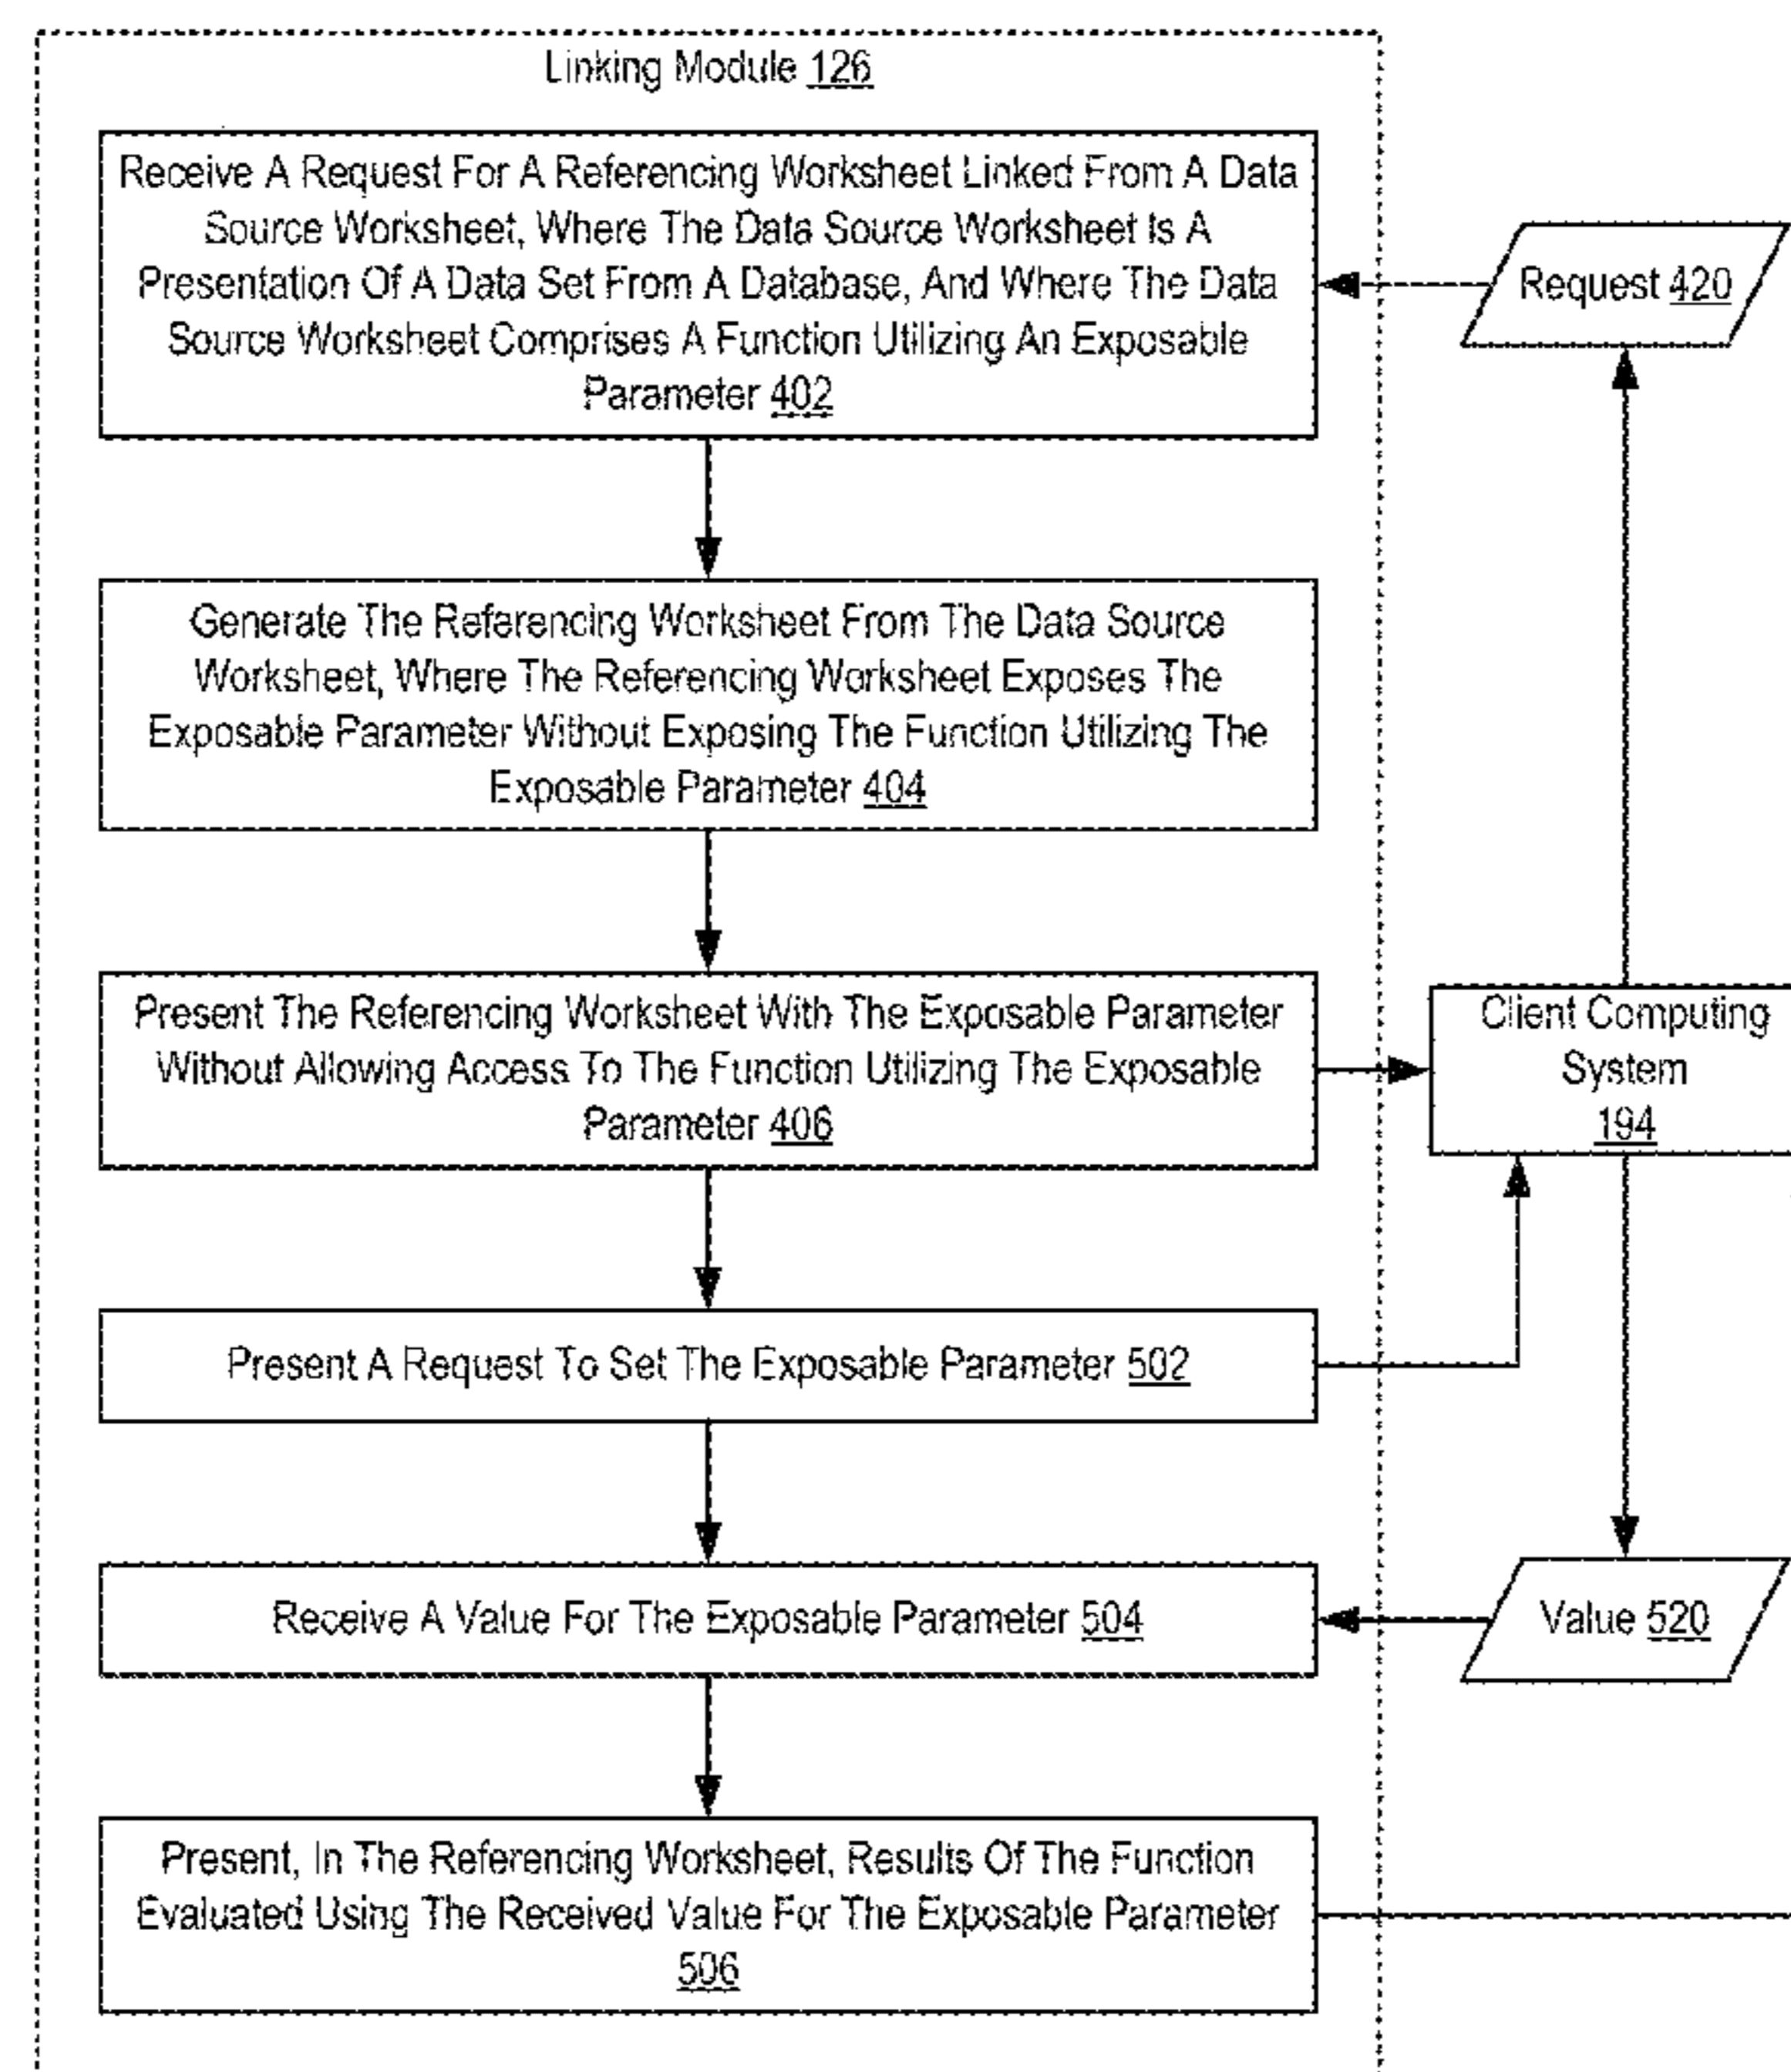 Linking Module 126
Receive A Request For A Referencing Worksheet Linked From A Data
Source Worksheet, Where The Data Source Worksheet Is A
Presentation Of A Data Set From A Database, And Where The Data
Source Worksheet Comprises A Function Utilizing An Exposable
Parameter 402
Request 420
Generate The Referencing Worksheet From The Data Source
Worksheet, Where The Referencing Worksheet Exposes The
Exposable Parameter Without Exposing The Function Utilizing The
Exposable Parameter 404
Present The Referencing Worksheet With The Exposable Parameter
Without Allowing Access To The Function Utilizing The Exposable
Parameter 406
Client Computing
System
194
Present A Request To Set The Exposable Parameter 502
Receive A Value For The Exposable Parameter 504
Value 520
Present, In The Referencing Worksheet, Results Of The Function
Evaluated Using The Received Value For The Exposable Parameter
506